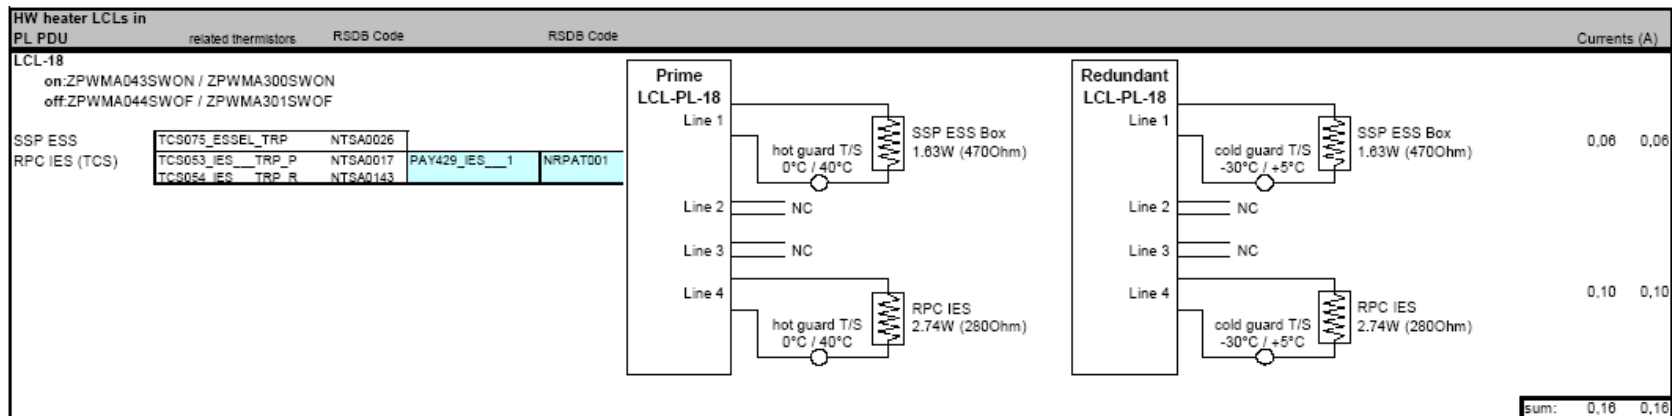 HW heater LCLs in
PL PDU related thermistors RSDB Code RSDB Code Currents (A)
LCL-18
on:ZPWMA043SWON / ZPWMA300SWON
off:ZPWMA044SWOF / ZPWMA301SWOF
SSP ESS TCS075_ESSEL_TRP NTSA0026
RPC IES (TCS) TCS053_IES___TRP_P NTSA0017 PAY429_IES___1 NRPAT001
TCS054_IES___TRP_R NTSA0143
Prime
LCL-PL-18
Line 1
hot guard T/S
0°C / 40°C
SSP ESS Box
1.63W (470Ohm)
Line 2 NC
Line 3 NC
Line 4
hot guard T/S
0°C / 40°C
RPC IES
2.74W (280Ohm)
Redundant
LCL-PL-18
Line 1
cold guard T/S
-30°C / +5°C
SSP ESS Box
1.63W (470Ohm)
0,06 0,06
Line 2 NC
Line 3 NC
Line 4
cold guard T/S
-30°C / +5°C
RPC IES
2.74W (280Ohm)
0,10 0,10
sum: 0,16 0,16